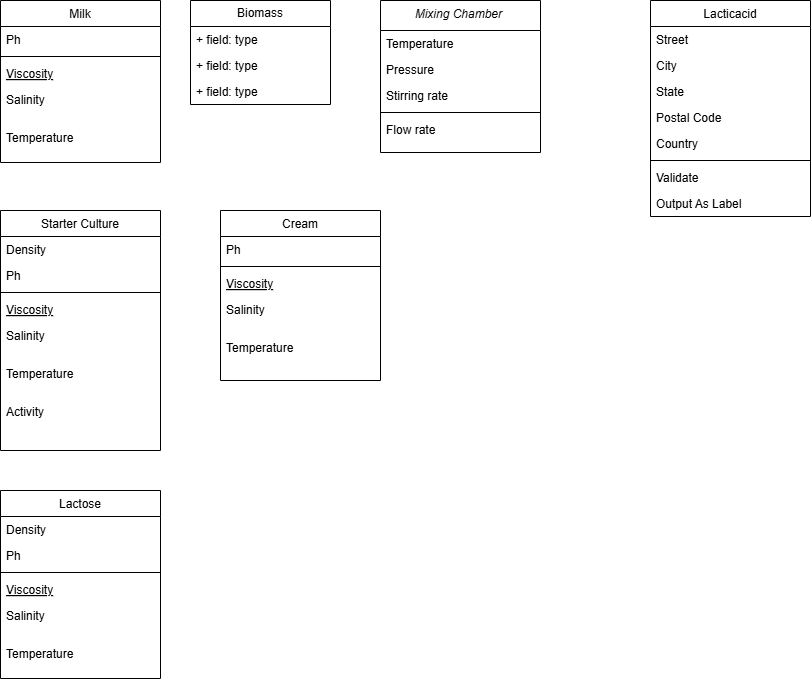 Milk
Ph
Viscosity
Salinity
Temperature
Biomass
+ field: type
+ field: type
+ field: type
Mixing Chamber
Temperature
Pressure
Stirring rate
Flow rate
Lacticacid
Street
City
State
Postal Code
Country
Validate
Output As Label
Starter Culture
Density
Ph
Viscosity
Salinity
Temperature
Activity
Cream
Ph
Viscosity
Salinity
Temperature
Lactose
Density
Ph
Viscosity
Salinity
Temperature